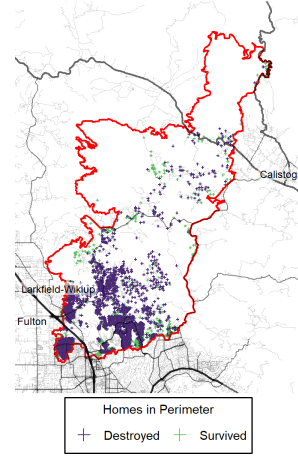 Calistog
Larkfield-Wikiup
Fulton
Homes in Perimeter
Destroyed
Survived